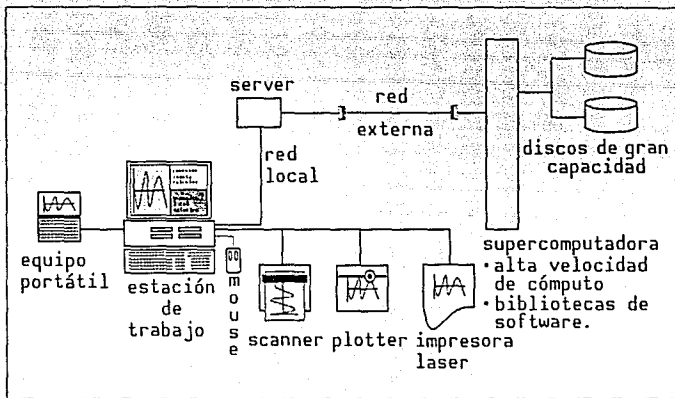 server
red
externa
red
local
discos de gran
capacidad
equipo
portátil
estación
de
trabajo
mouse
scanner
plotter
impresora
laser
supercomputadora
·alta velocidad
de cómputo
·bibliotecas de
software.